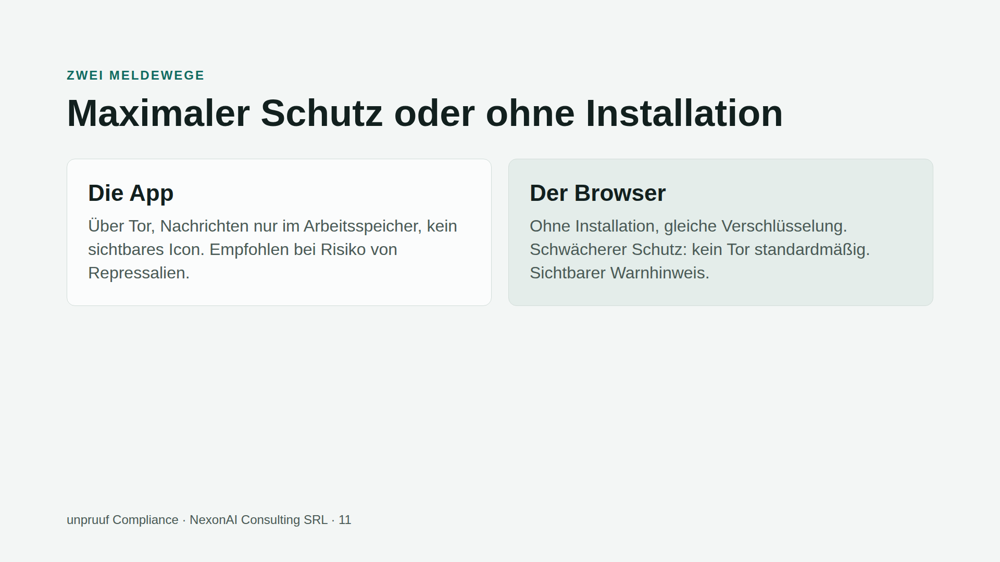 ZWEI MELDEWEGE
Maximaler Schutz oder ohne Installation
Die App
Über Tor, Nachrichten nur im Arbeitsspeicher, kein
sichtbares Icon. Empfohlen bei Risiko von
Repressalien.
Der Browser
Ohne Installation, gleiche Verschlüsselung.
Schwächerer Schutz: kein Tor standardmäßig.
Sichtbarer Warnhinweis.
unpruuf Compliance · NexonAI Consulting SRL · 11